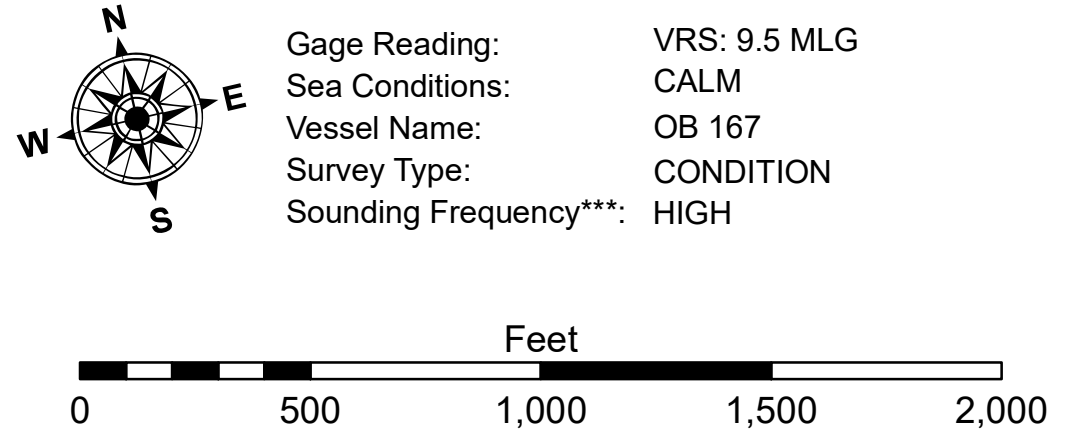 N
E
W
S
Gage Reading: VRS: 9.5 MLG
Sea Conditions: CALM
Vessel Name: OB 167
Survey Type: CONDITION
Sounding Frequency***: HIGH
Feet
0 500 1,000 1,500 2,000